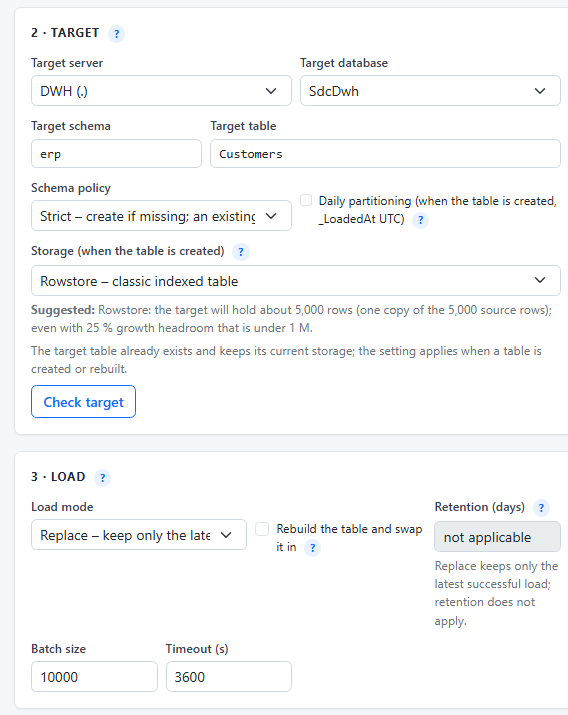 2 · TARGET ?
Target server
Target database
DWH (.)
SdcDwh
Target schema
Target table
erp
Customers
Schema policy
Strict – create if missing; an existing
Daily partitioning (when the table is created,
_LoadedAt UTC) ?
Storage (when the table is created) ?
Rowstore – classic indexed table
Suggested: Rowstore: the target will hold about 5,000 rows (one copy of the 5,000 source rows);
even with 25 % growth headroom that is under 1 M.
The target table already exists and keeps its current storage; the setting applies when a table is
created or rebuilt.
Check target
3 · LOAD ?
Load mode
Replace – keep only the late
Rebuild the table and swap
it in ?
Retention (days) ?
not applicable
Replace keeps only the
latest successful load;
retention does not
apply.
Batch size
Timeout (s)
10000
3600